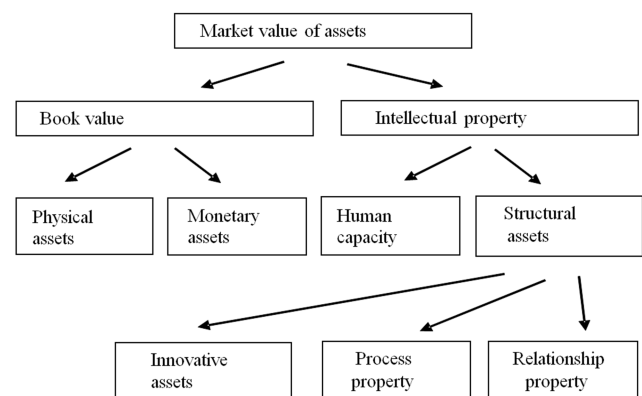 Market value of assets
Book value
Intellectual property
Physical
assets
Monetary
assets
Human
capacity
Structural
assets
Innovative
assets
Process
property
Relationship
property